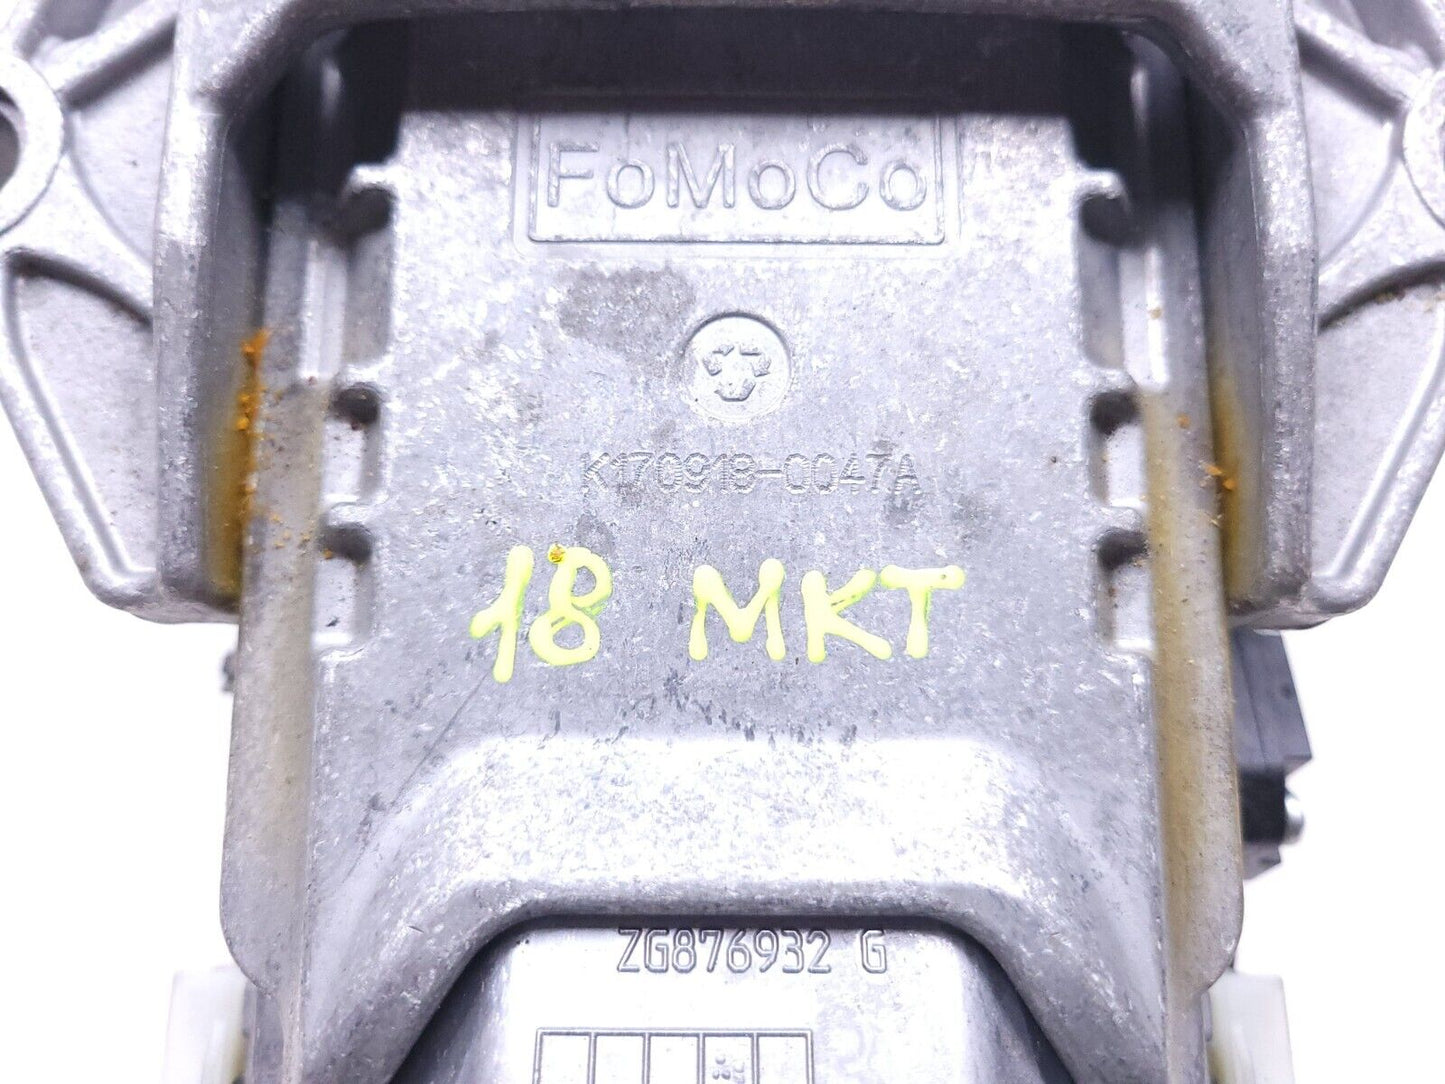 FoMoCo
K170918-0047A
18 MKT
ZG876932 G